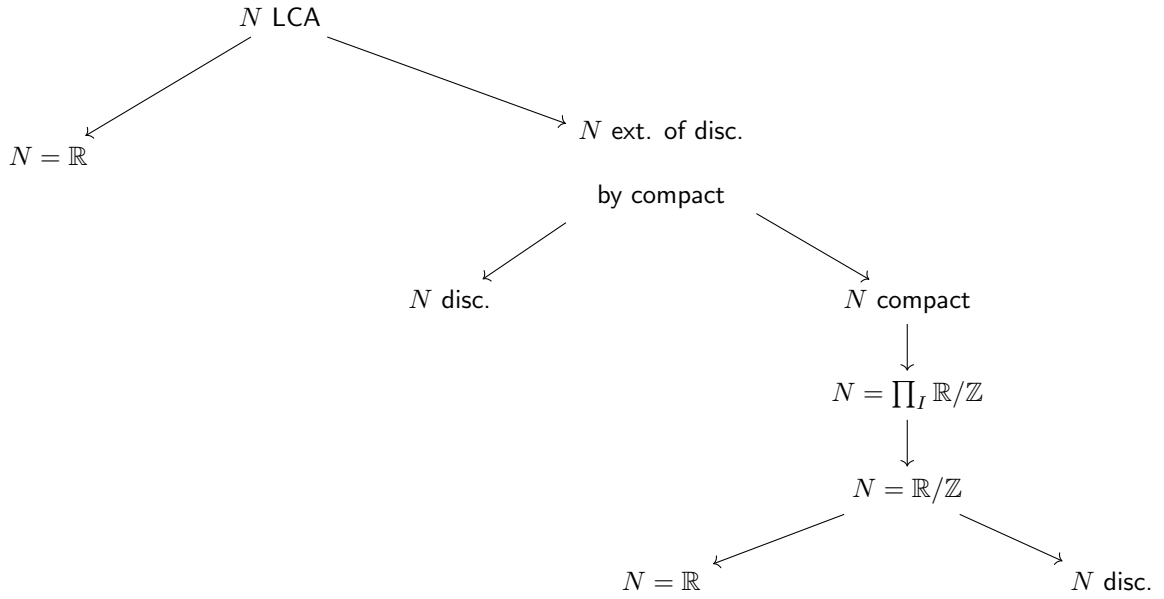 N LCA
N = ℝ
N ext. of disc.
by compact
N disc.
N compact
N = ∏_I ℝ/ℤ
N = ℝ/ℤ
N = ℝ
N disc.